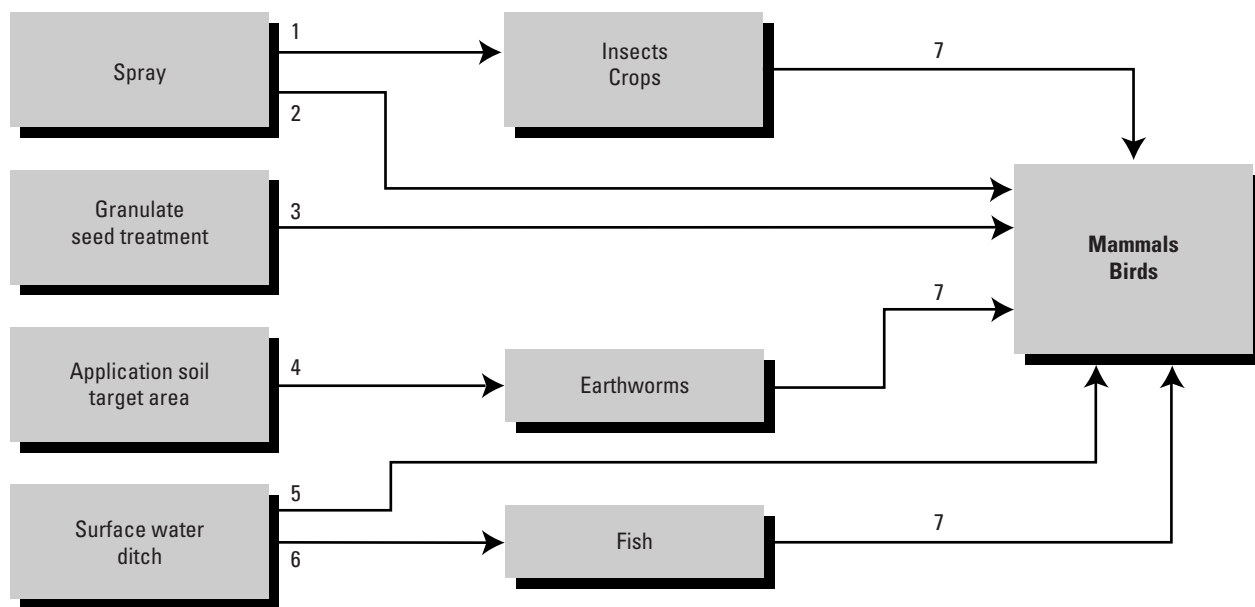 Spray
1
2
Insects
Crops
7
Granulate
seed treatment
3
Mammals
Birds
Application soil
target area
4
Earthworms
7
Surface water
ditch
5
6
Fish
7